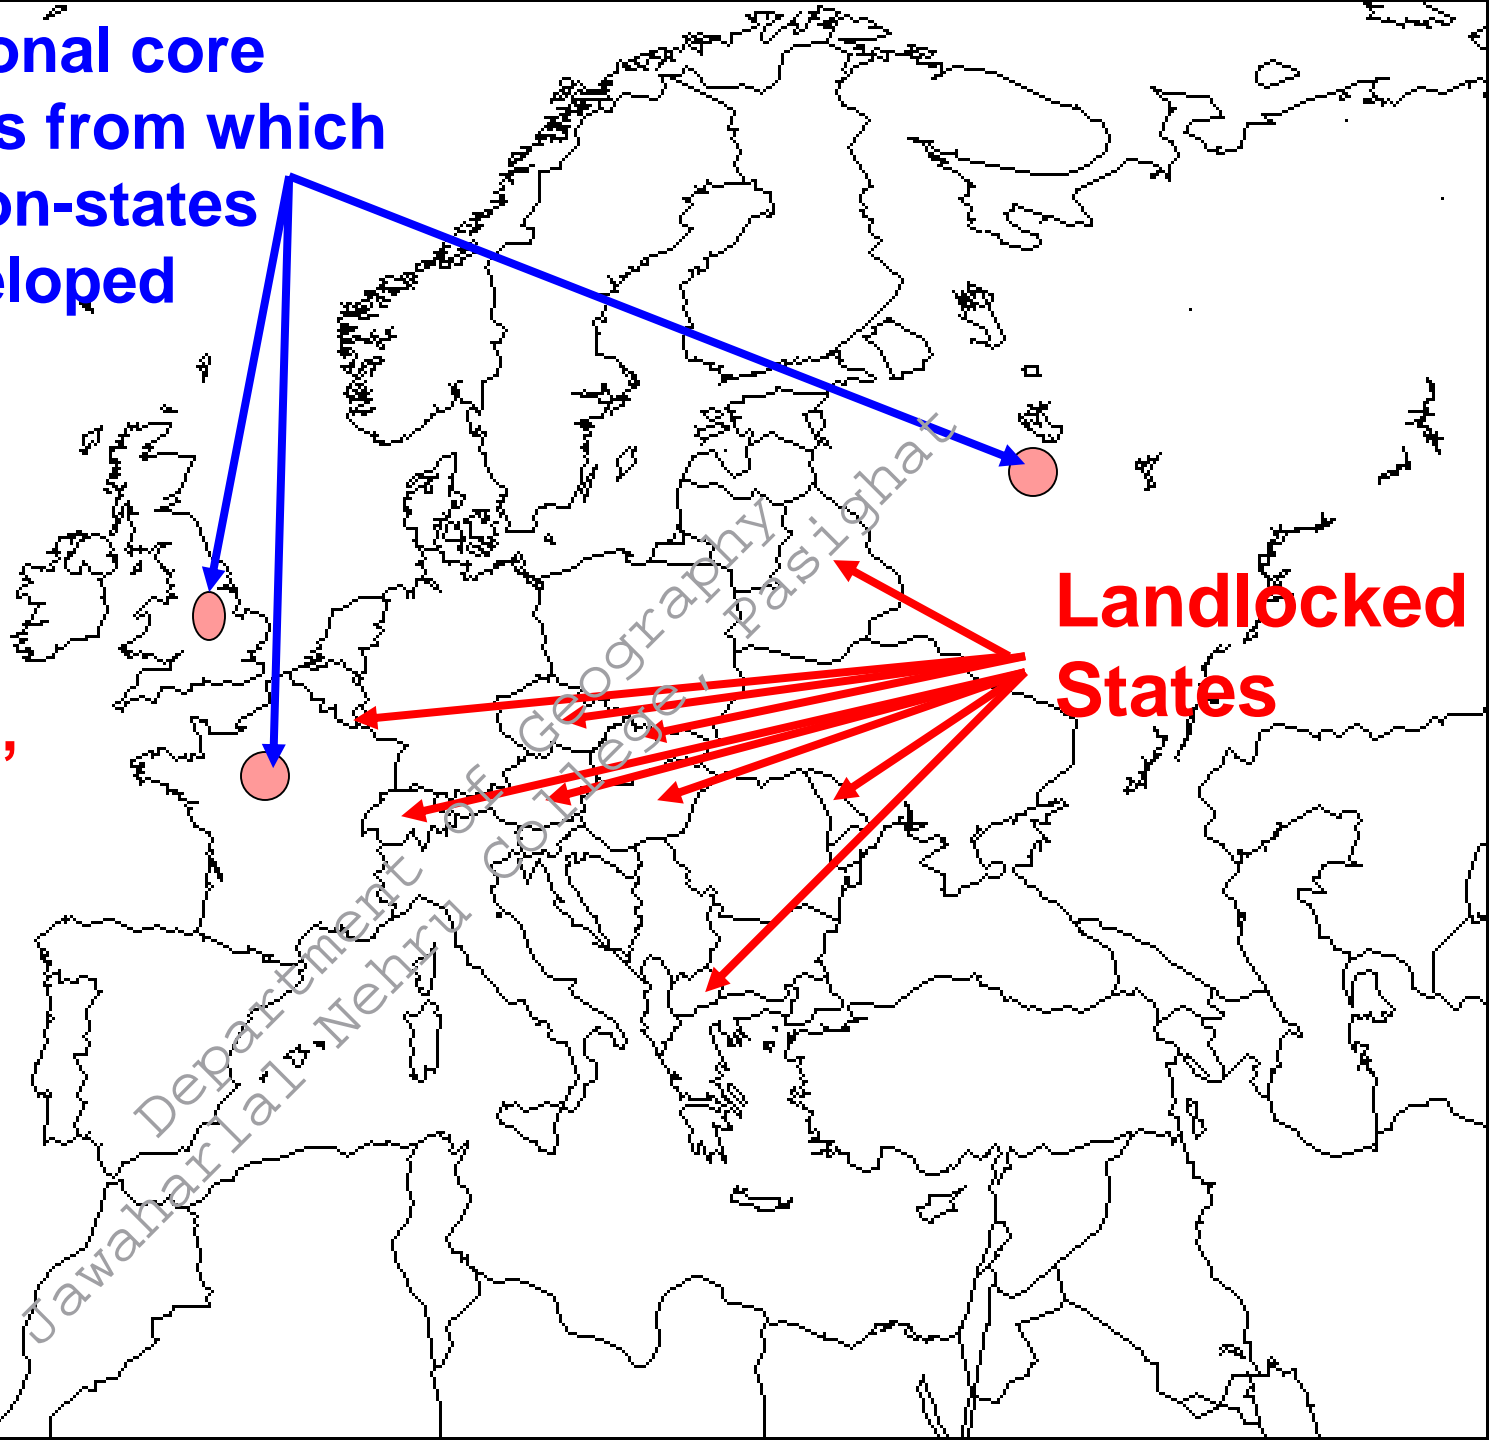 onal core
s from which
on-states
eloped
Landlocked
States
,
Department of Geography
Jawaharlal Nehru College, Pasighat